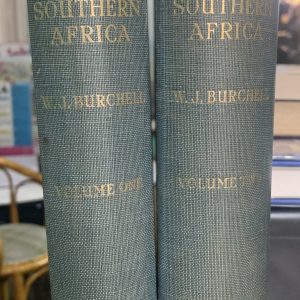 SOUTHERN
AFRICA
W. J. BURCHELL
VOLUME ONE
SOUTHERN
AFRICA
W. J. BURCHELL
VOLUME TWO